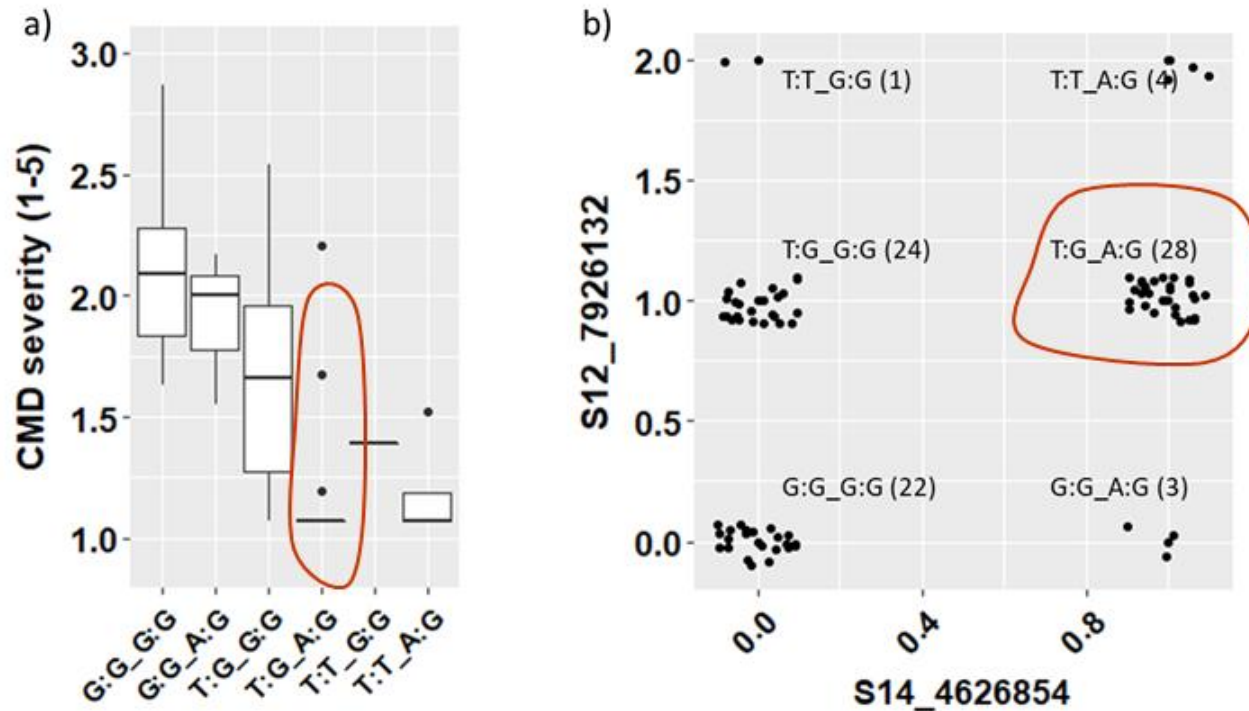 a)
CMD severity (1-5)
3.0
2.5
2.0
1.5
1.0
G:G_G:G
G:G_A:G
T:G_G:G
T:G_A:G
T:T_G:G
T:T_A:G
b)
S12_7926132
2.0
1.5
1.0
0.5
0.0
T:T_G:G (1)
T:T_A:G (4)
T:G_G:G (24)
T:G_A:G (28)
G:G_G:G (22)
G:G_A:G (3)
0.0
0.4
0.8
S14_4626854